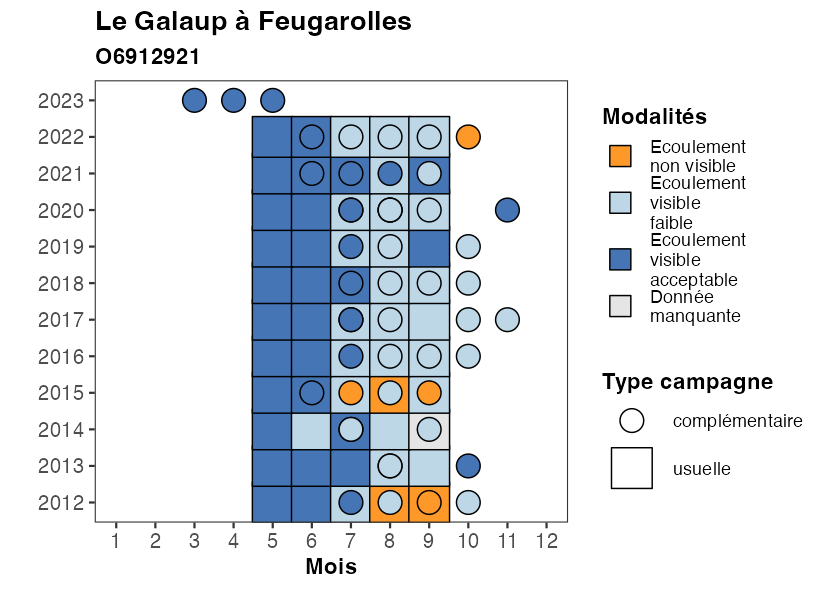 Le Galaup à Feugarolles
O6912921
2023
2022
2021
2020
2019
2018
2017
2016
2015
2014
2013
2012
1 2 3 4 5 6 7 8 9 10 11 12
Mois
Modalités
Ecoulement
non visible
Ecoulement
visible
faible
Ecoulement
visible
acceptable
Donnée
manquante
Type campagne
complémentaire
usuelle